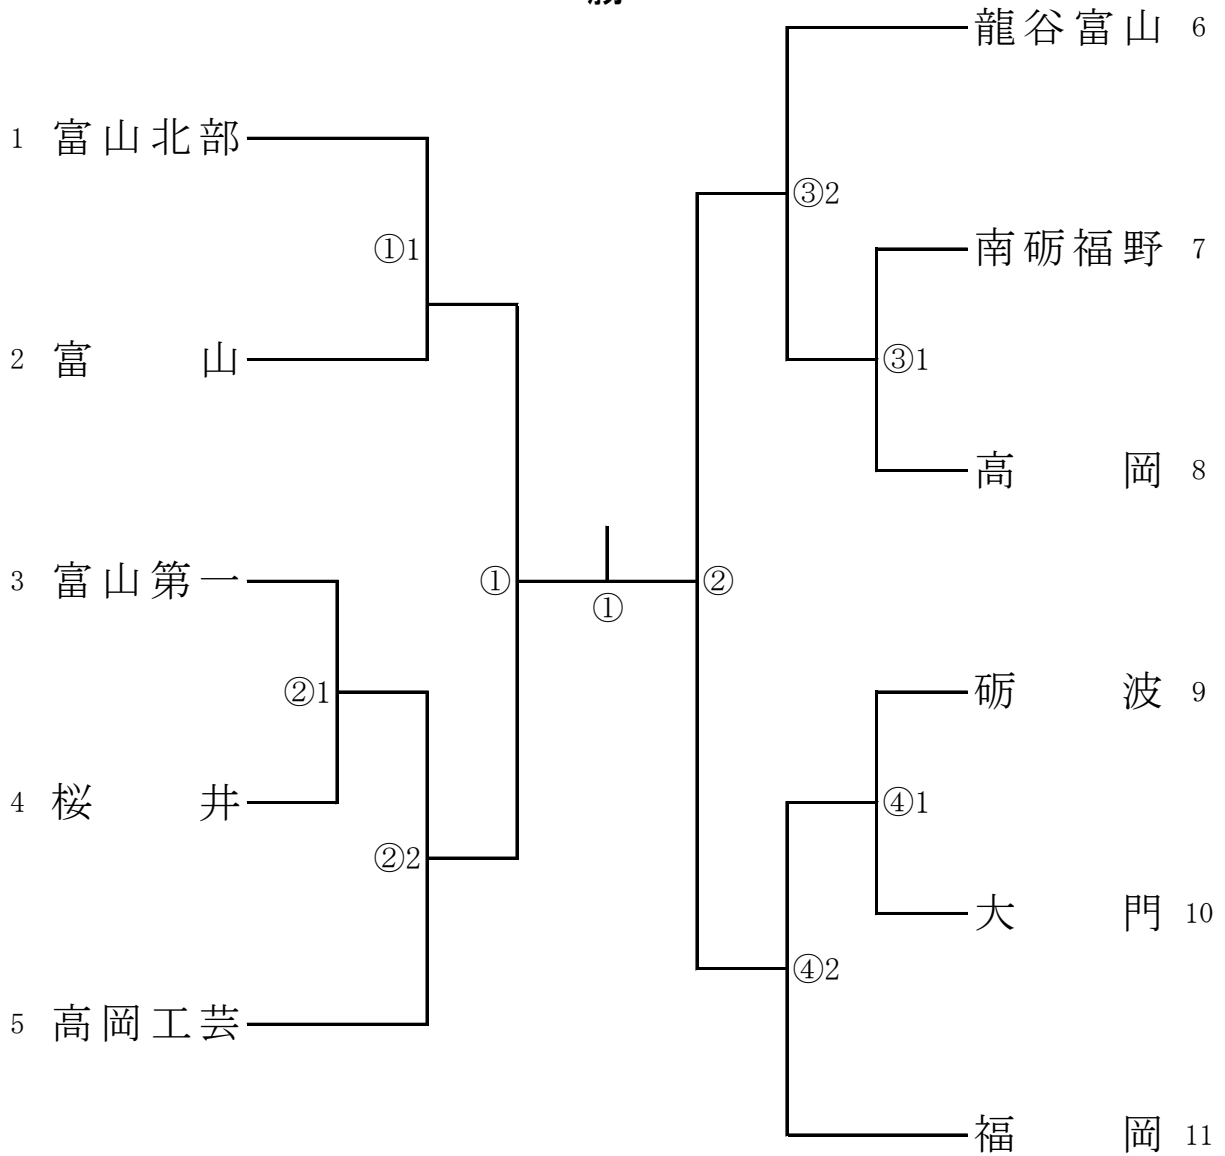 龍谷富山 6
1 富山北部
③2
①1
南砺福野 7
2 富 山
③1
高 岡 8
3 富山第一
①
②
①
②1
砺 波 9
4 桜 井
④1
②2
大 門 10
④2
5 高岡工芸
福 岡 11